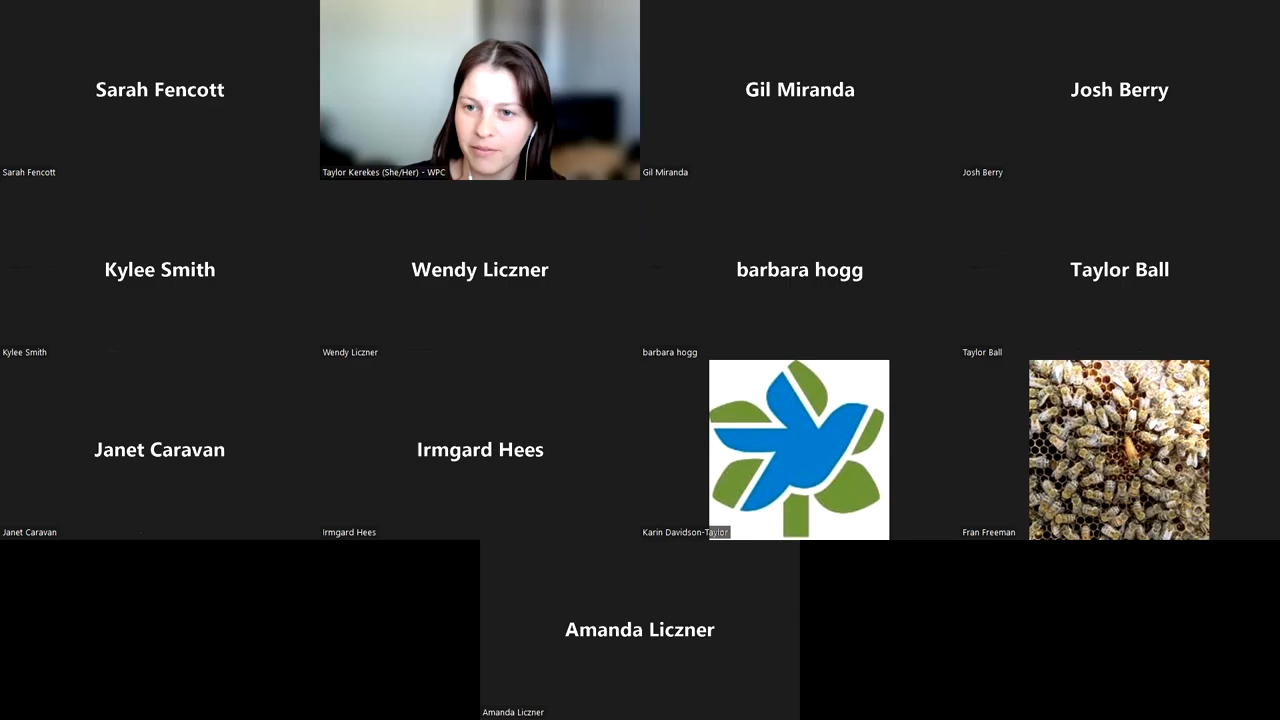 Sarah Fencott
Gil Miranda
Josh Berry
Sarah Fencott
Taylor Kerekes (She/Her) - WPC
Gil Miranda
Josh Berry
Kylee Smith
Wendy Liczner
barbara hogg
Taylor Ball
Kylee Smith
Wendy Liczner
barbara hogg
Taylor Ball
Janet Caravan
Irmgard Hees
Janet Caravan
Irmgard Hees
Karin Davidson-Taylor
Fran Freeman
Amanda Liczner
Amanda Liczner